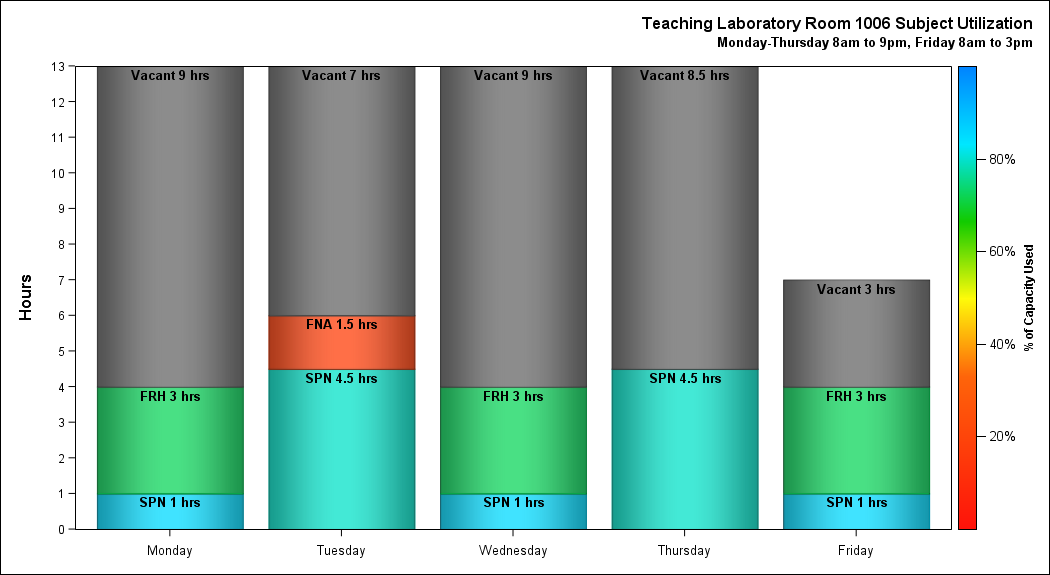 Teaching Laboratory Room 1006 Subject Utilization
Monday-Thursday 8am to 9pm, Friday 8am to 3pm
Hours
13
12
11
10
9
8
7
6
5
4
3
2
1
0
Vacant 9 hrs
FRH 3 hrs
SPN 1 hrs
Vacant 7 hrs
FNA 1.5 hrs
SPN 4.5 hrs
Vacant 9 hrs
FRH 3 hrs
SPN 1 hrs
Vacant 8.5 hrs
SPN 4.5 hrs
Vacant 3 hrs
FRH 3 hrs
SPN 1 hrs
Monday
Tuesday
Wednesday
Thursday
Friday
80%
60%
40%
20%
% of Capacity Used